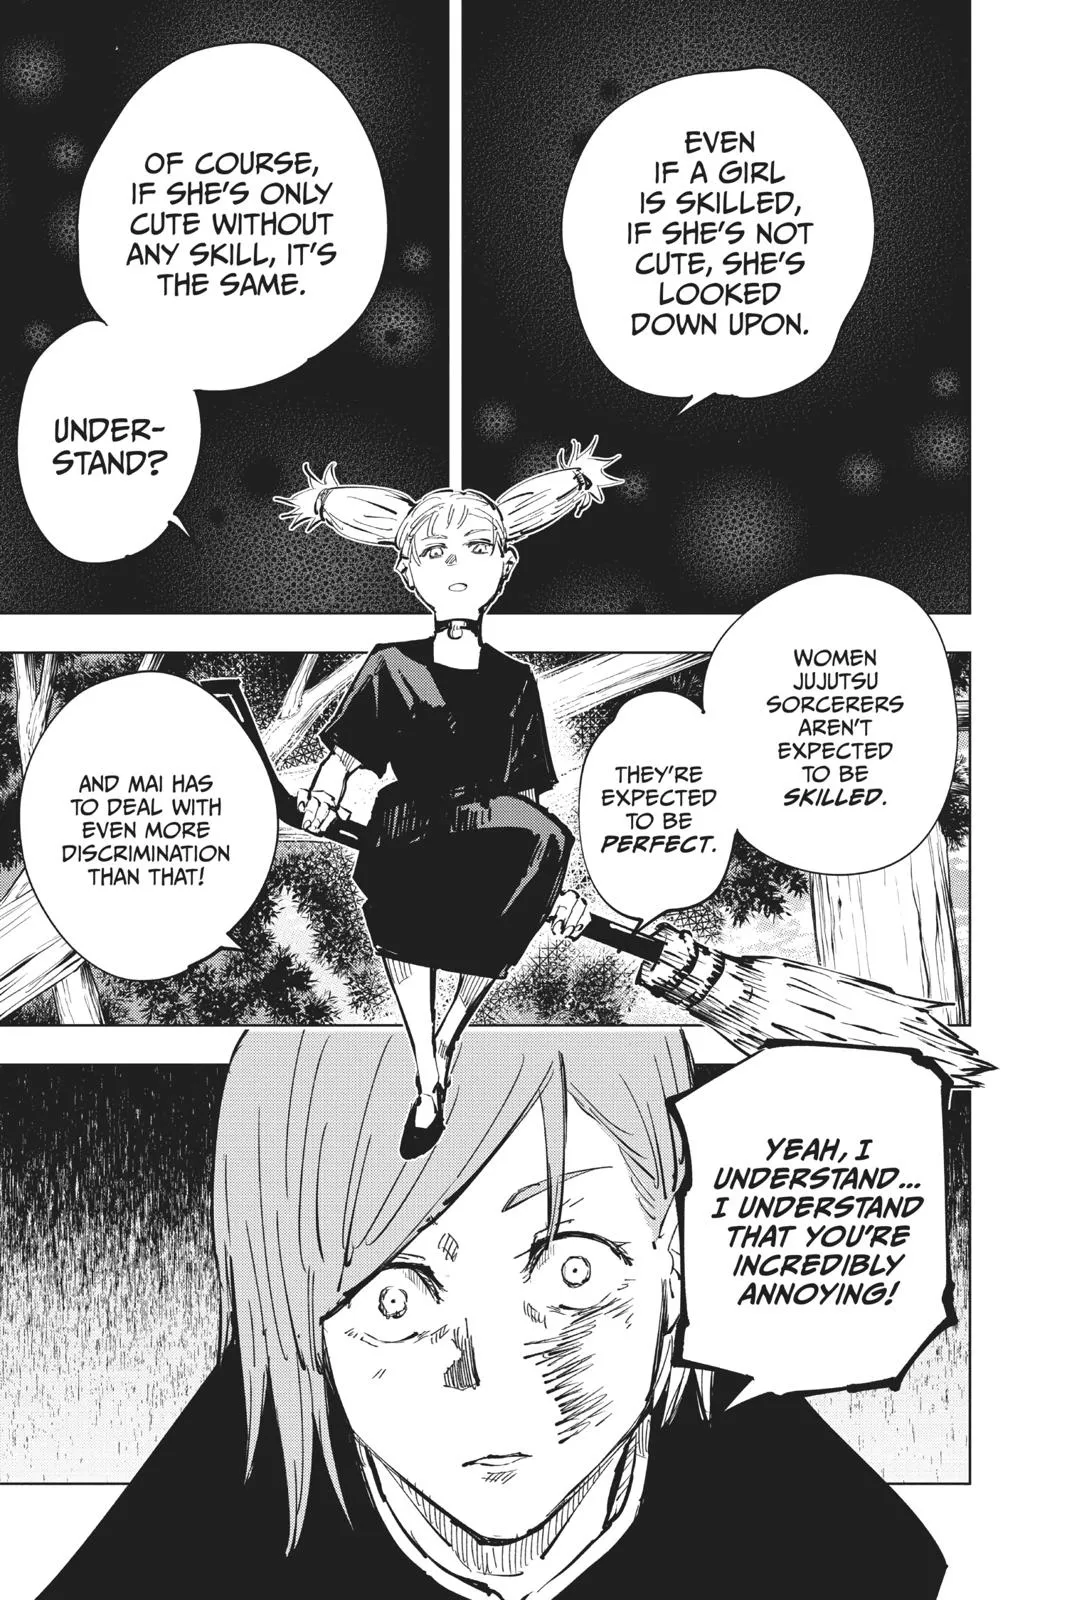 EVEN
IF A GIRL
IS SKILLED,
IF SHE'S NOT
CUTE, SHE'S
LOOKED
DOWN UPON.
OF COURSE,
IF SHE'S ONLY
CUTE WITHOUT
ANY SKILL, IT'S
THE SAME.
UNDER-
STAND?
WOMEN
JUJUTSU
SORCERERS
AREN'T
EXPECTED
TO BE
SKILLED.
THEY'RE
EXPECTED
TO BE
PERFECT.
AND MAI HAS
TO DEAL WITH
EVEN MORE
DISCRIMINATION
THAN THAT!
YEAH, I
UNDERSTAND...
I UNDERSTAND
THAT YOU'RE
INCREDIBLY
ANNOYING!